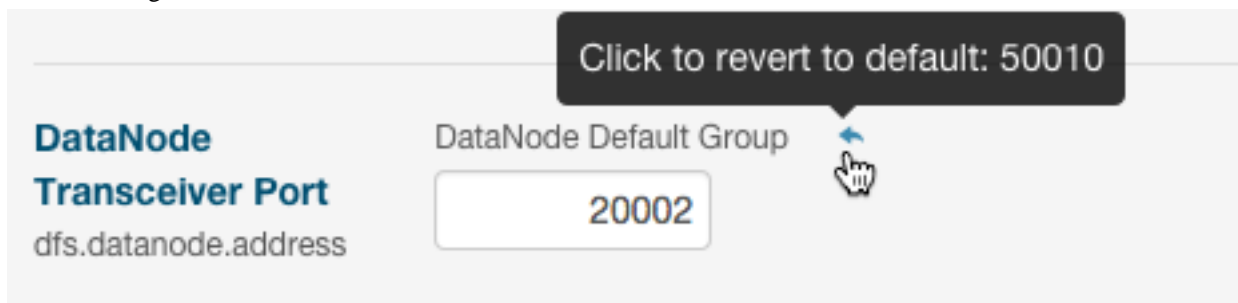 Click to revert to default: 50010
DataNode
Transceiver Port
dfs.datanode.address
DataNode Default Group
20002